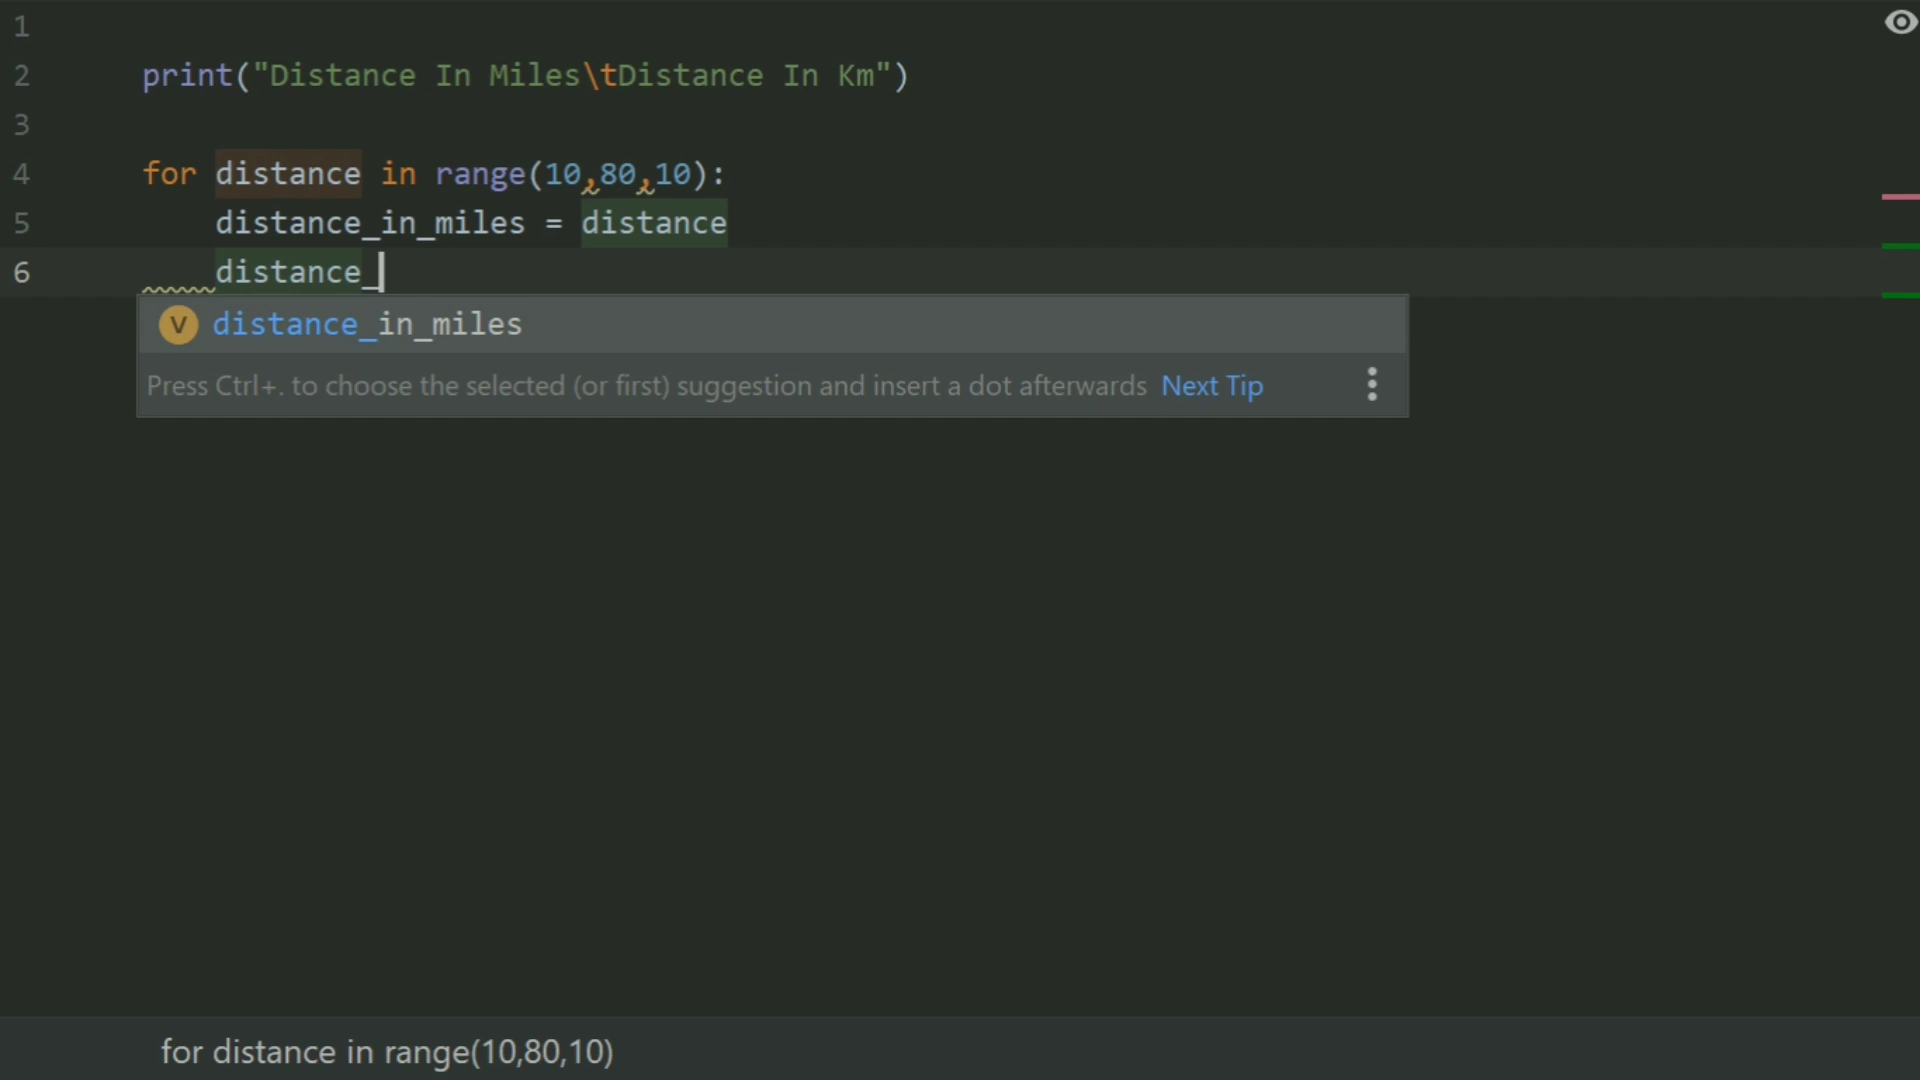 1
2 print("Distance In Miles\tDistance In Km")
3
4 for distance in range(10,80,10):
5 distance_in_miles = distance
6 distance_
V distance_in_miles
Press Ctrl+. to choose the selected (or first) suggestion and insert a dot afterwards Next Tip
for distance in range(10,80,10)